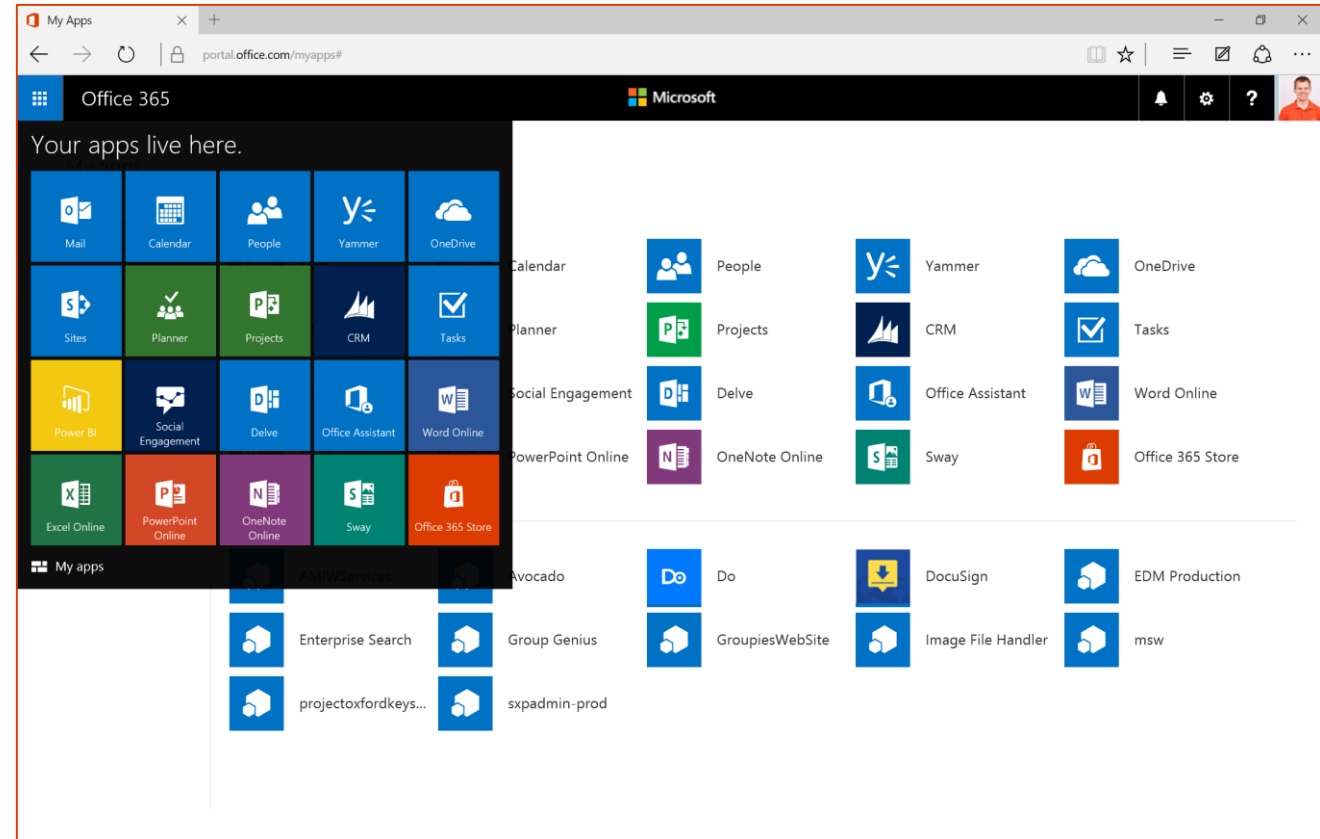 My Apps
portal.office.com/myapps#
Office 365
Microsoft
?
Your apps live here.
My apps
Mail
Calendar
People
Yammer
OneDrive
Sites
Planner
Projects
CRM
Tasks
Power BI
Social
Engagement
Delve
Office Assistant
Word Online
Excel Online
PowerPoint
Online
OneNote
Online
Sway
Office 365 Store
My apps
Calendar
People
Yammer
OneDrive
Planner
Projects
CRM
Tasks
Social Engagement
Delve
Office Assistant
Word Online
PowerPoint Online
OneNote Online
Sway
Office 365 Store
AMIWServices
Avocado
Do
Do
DocuSign
EDM Production
Enterprise Search
Group Genius
GroupiesWebSite
Image File Handler
msw
projectoxfordkeys...
sxpadmin-prod